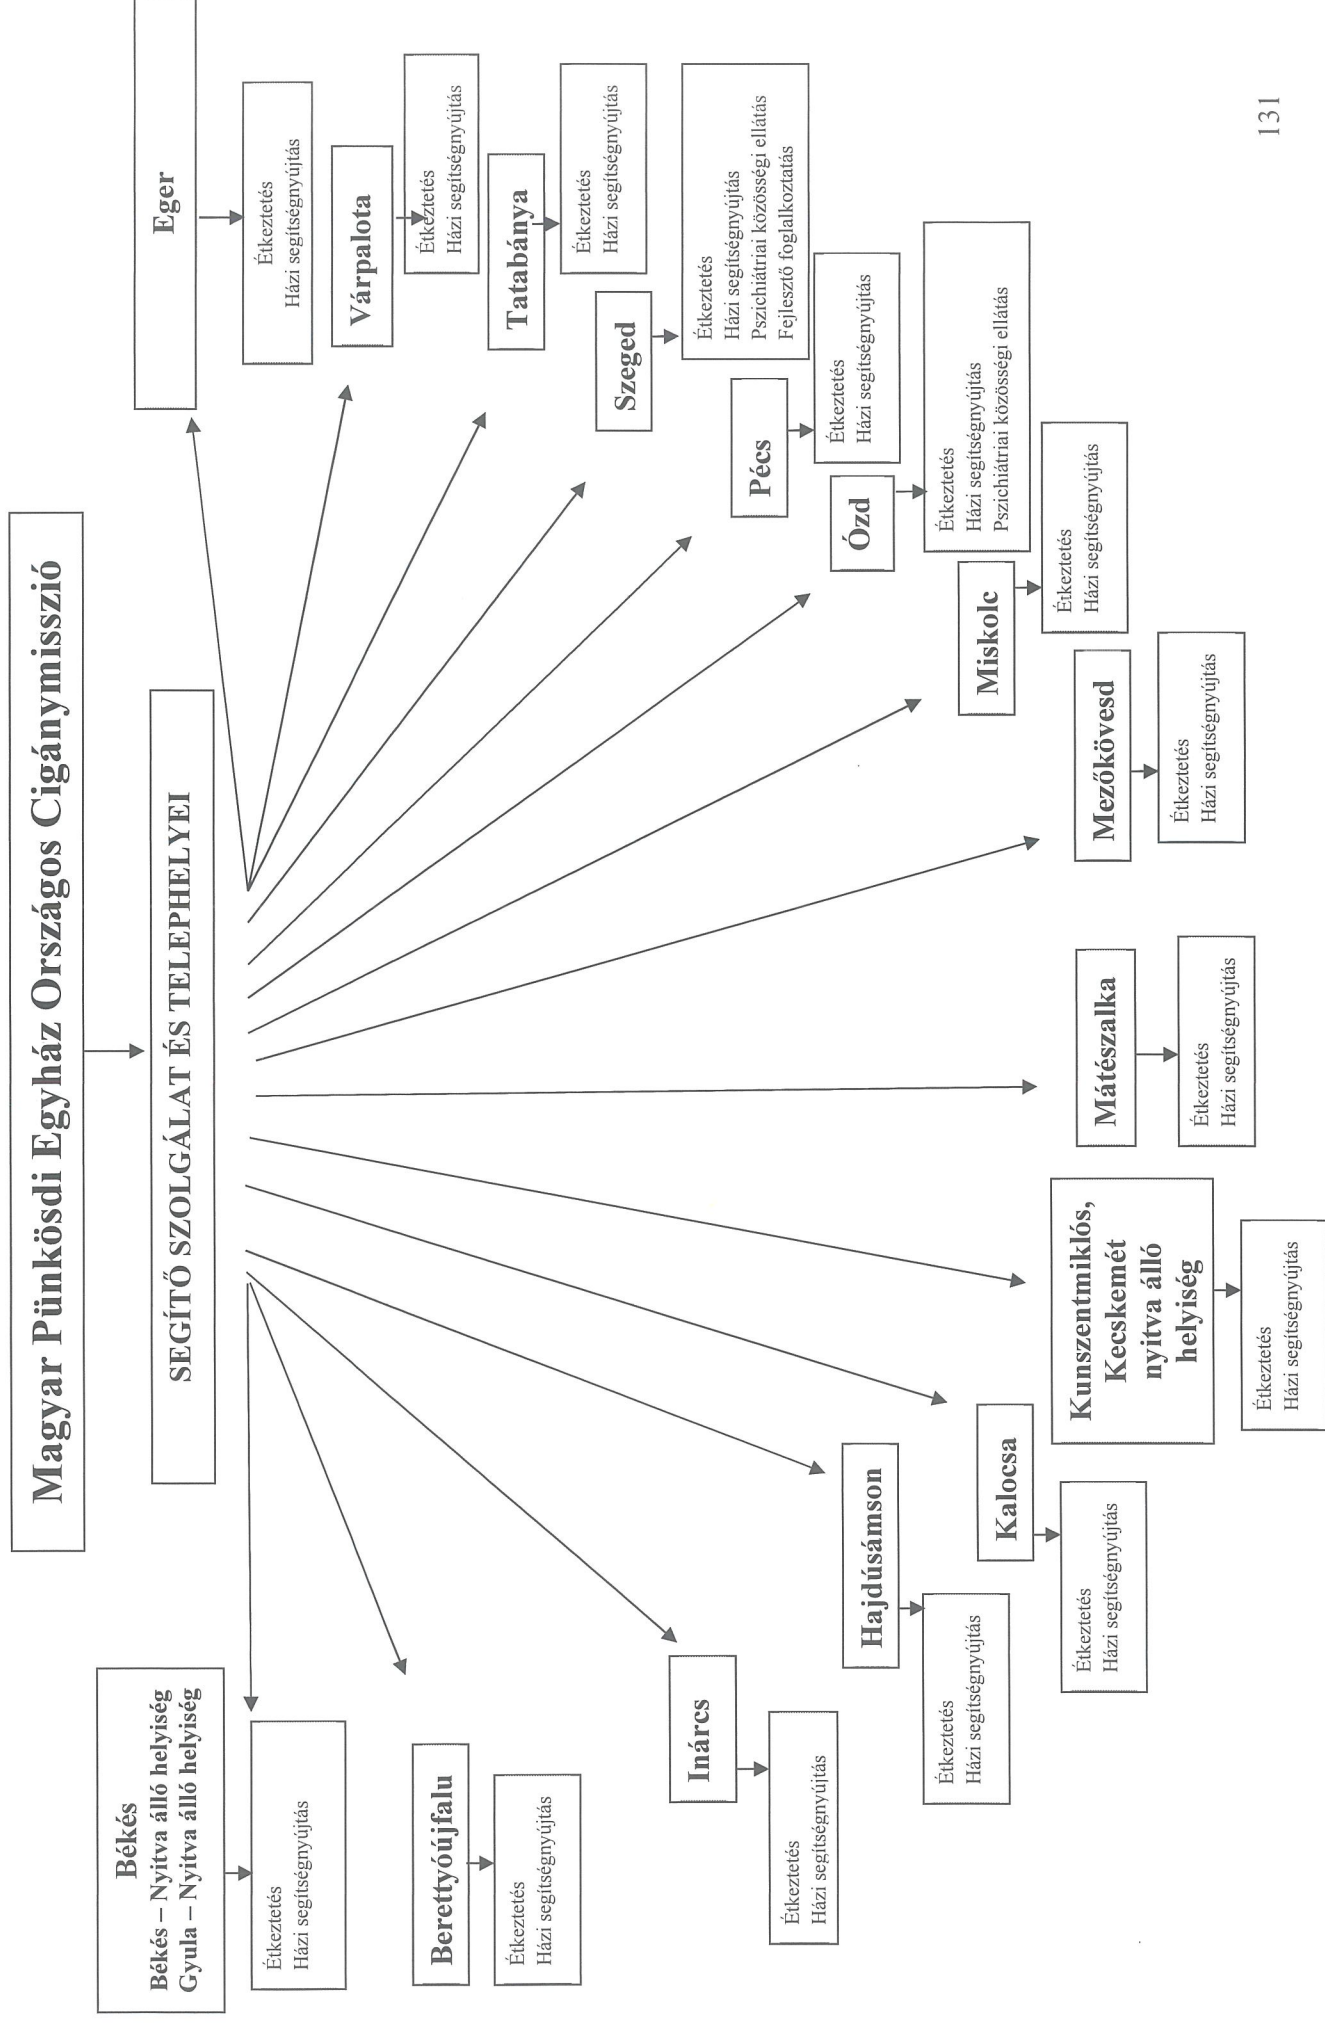 Magyar Pünkösdi Egyház Országos Cigánymisszió
SEGÍTŐ SZOLGÁLAT ÉS TELEPHELYEI
Békés
Békés – Nyitva álló helyiség
Gyula – Nyitva álló helyiség
Étkeztetés
Házi segítségnyújtás
Berettyóújfalu
Étkeztetés
Házi segítségnyújtás
Inárcs
Étkeztetés
Házi segítségnyújtás
Hajdúsámson
Étkeztetés
Házi segítségnyújtás
Kalocsa
Étkeztetés
Házi segítségnyújtás
Kunszentmiklós,
Kecskemét
nyitva álló
helyiség
Étkeztetés
Házi segítségnyújtás
Mátészalka
Étkeztetés
Házi segítségnyújtás
Mezőkövesd
Étkeztetés
Házi segítségnyújtás
Miskolc
Étkeztetés
Házi segítségnyújtás
Ózd
Étkeztetés
Házi segítségnyújtás
Pszichiátriai közösségi ellátás
Pécs
Étkeztetés
Házi segítségnyújtás
Szeged
Étkeztetés
Házi segítségnyújtás
Pszichiátriai közösségi ellátás
Fejlesztő foglalkoztatás
Tatabánya
Étkeztetés
Házi segítségnyújtás
Várpalota
Étkeztetés
Házi segítségnyújtás
Eger
Étkeztetés
Házi segítségnyújtás
131